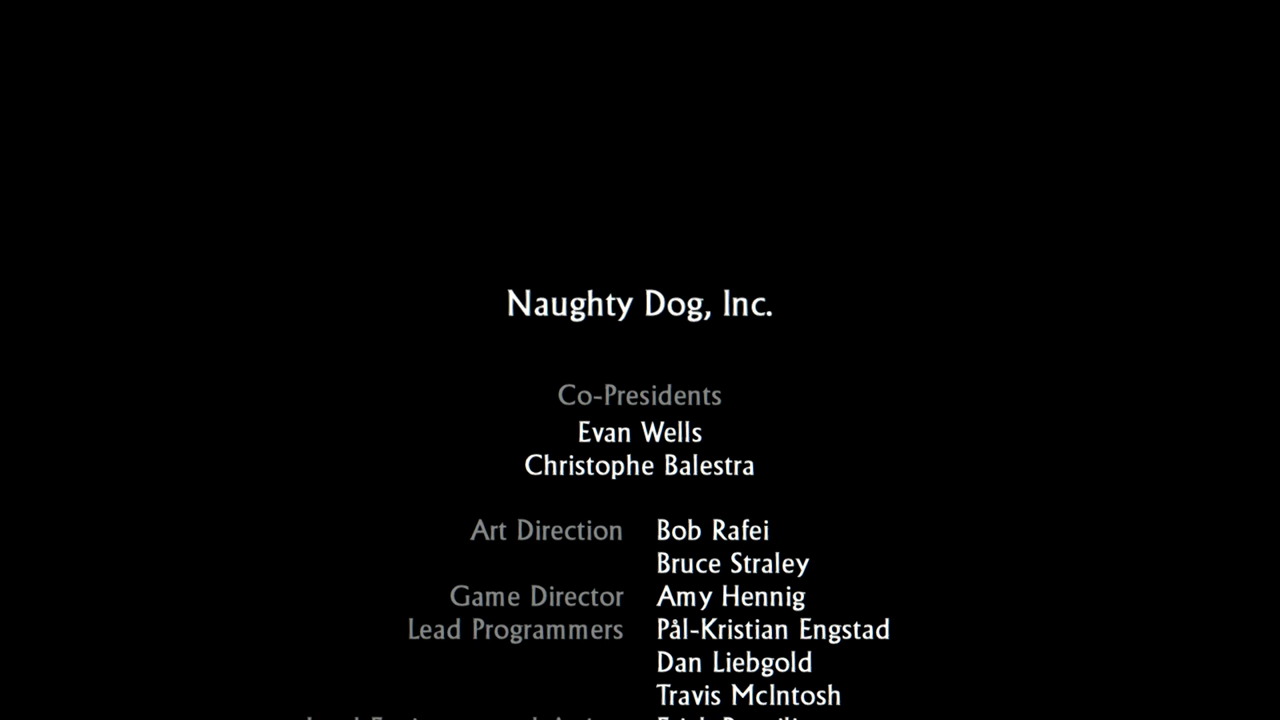 Naughty Dog, Inc.
Co-Presidents
Evan Wells
Christophe Balestra
Art Direction Bob Rafei
Bruce Straley
Game Director Amy Hennig
Lead Programmers Pål-Kristian Engstad
Dan Liebgold
Travis McIntosh